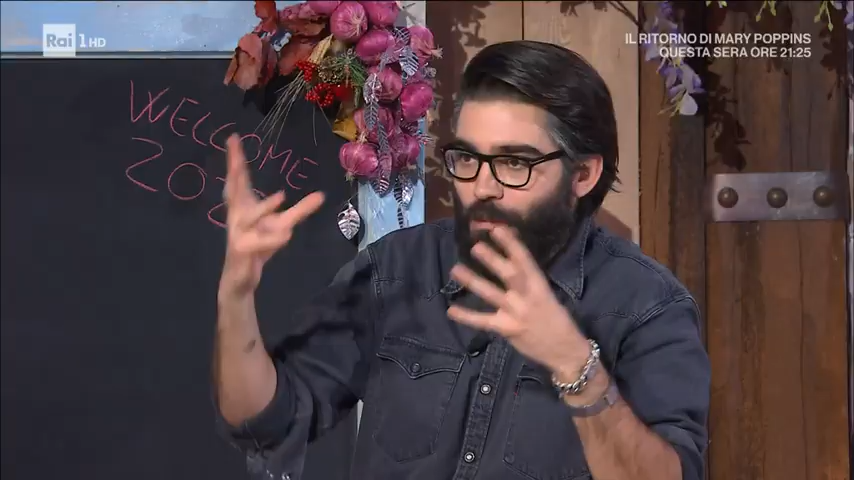 Rai 1 HD
IL RITORNO DI MARY POPPINS
QUESTA SERA ORE 21:25
WELCOME